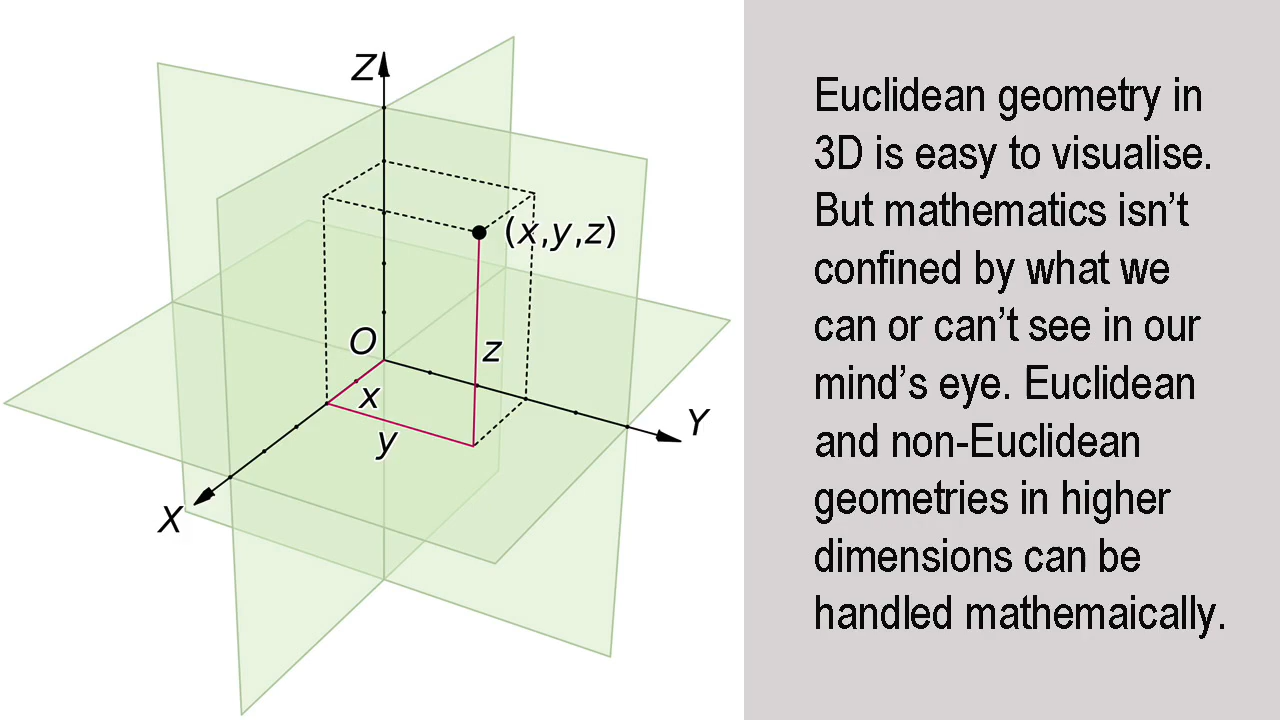 Z
(x,y,z)
O
z
x
y
Y
X
Euclidean geometry in
3D is easy to visualise.
But mathematics isn’t
confined by what we
can or can’t see in our
mind’s eye. Euclidean
and non-Euclidean
geometries in higher
dimensions can be
handled mathemaically.